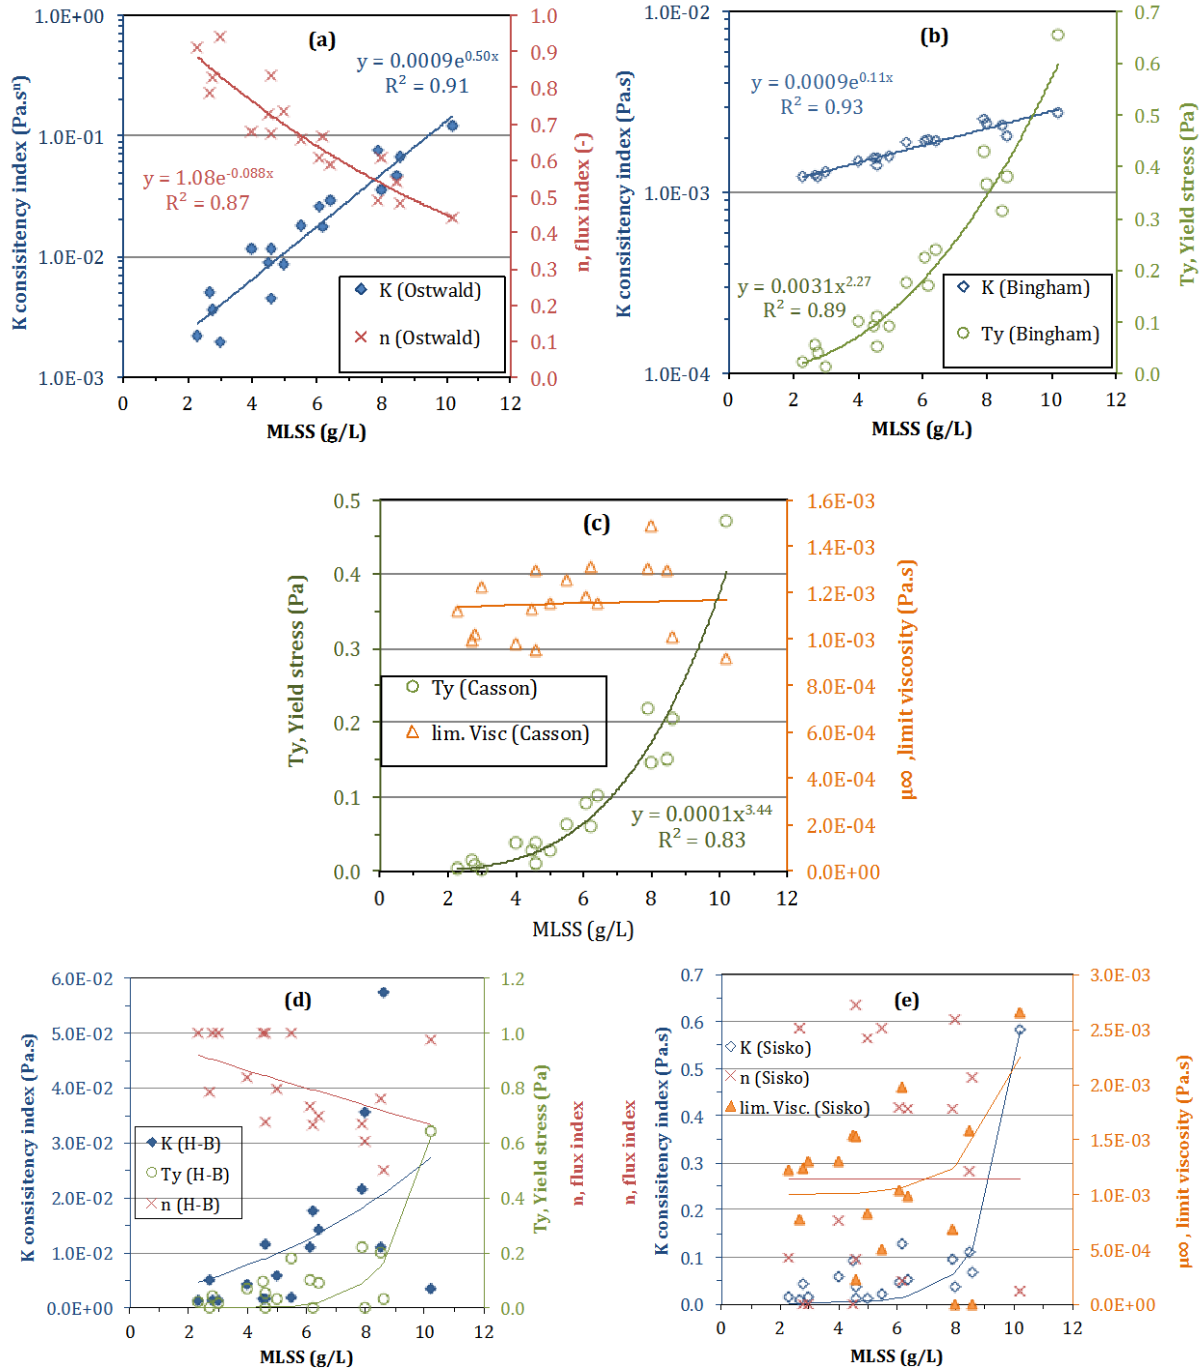 (a)
K consisitency index (Pa.sⁿ)
1.0E+00
1.0E-01
1.0E-02
1.0E-03
y = 0.0009e^0.50x
R² = 0.91
y = 1.08e^-0.088x
R² = 0.87
K (Ostwald)
n (Ostwald)
1.0
0.9
0.8
0.7
0.6
0.5
0.4
0.3
0.2
0.1
0.0
n, flux index (-)
0 2 4 6 8 10 12
MLSS (g/L)
(b)
K consisitency index (Pa.s)
1.0E-02
1.0E-03
1.0E-04
y = 0.0009e^0.11x
R² = 0.93
y = 0.0031x^2.27
R² = 0.89
K (Bingham)
Ty (Bingham)
0.7
0.6
0.5
0.4
0.3
0.2
0.1
0.0
Ty, Yield stress (Pa)
0 2 4 6 8 10 12
MLSS (g/L)
(c)
Ty, Yield stress (Pa)
0.5
0.4
0.3
0.2
0.1
0.0
Ty (Casson)
lim. Visc (Casson)
y = 0.0001x^3.44
R² = 0.83
1.6E-03
1.4E-03
1.2E-03
1.0E-03
8.0E-04
6.0E-04
4.0E-04
2.0E-04
0.0E+00
μ∞ ,limit viscosity (Pa.s)
0 2 4 6 8 10 12
MLSS (g/L)
(d)
K consisitency index (Pa.s)
6.0E-02
5.0E-02
4.0E-02
3.0E-02
2.0E-02
1.0E-02
0.0E+00
K (H-B)
Ty (H-B)
n (H-B)
1.2
1.0
0.8
0.6
0.4
0.2
0.0
Ty, Yield stress (Pa)
n, flux index
0 2 4 6 8 10 12
MLSS (g/L)
(e)
n, flux index
K consisitency index (Pa.s)
0.7
0.6
0.5
0.4
0.3
0.2
0.1
0.0
K (Sisko)
n (Sisko)
lim. Visc. (Sisko)
3.0E-03
2.5E-03
2.0E-03
1.5E-03
1.0E-03
5.0E-04
0.0E+00
μ∞ ,limit viscosity (Pa.s)
0 2 4 6 8 10 12
MLSS (g/L)